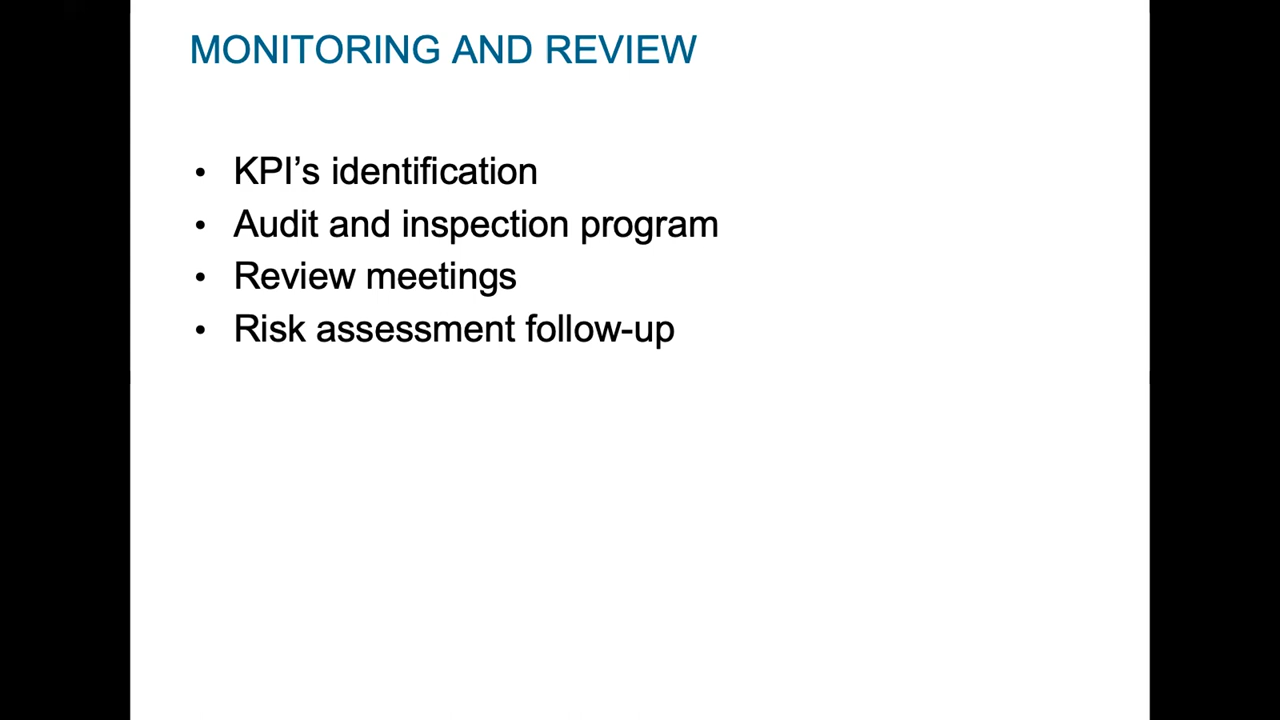 MONITORING AND REVIEW
• KPI’s identification
• Audit and inspection program
• Review meetings
• Risk assessment follow-up